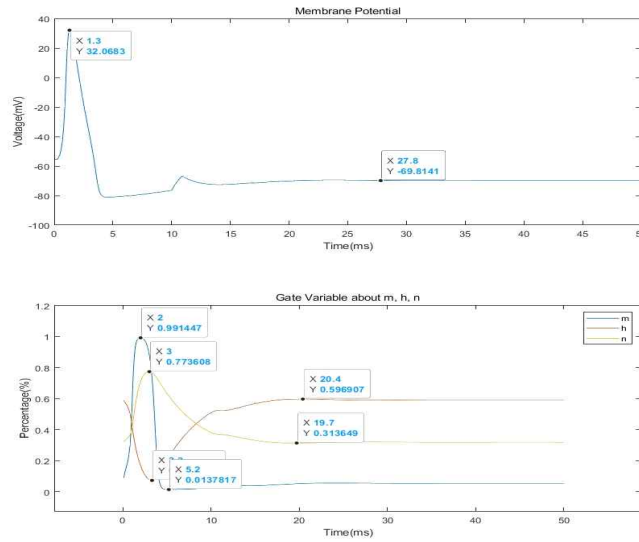 Membrane Potential
40
20
0
-20
-40
-60
-80
-100
Voltage(mV)
X 1.3
Y 32.0683
X 27.8
Y -69.8141
0 5 10 15 20 25 30 35 40 45
Time(ms)
Gate Variable about m, h, n
1.2
1
0.8
0.6
0.4
0.2
0
Percentage(%)
m
h
n
X 2
Y 0.991447
X 3
Y 0.773608
X 20.4
Y 0.596907
X 19.7
Y 0.313649
X
Y
X 5.2
Y 0.0137817
0 10 20 30 40 50
Time(ms)